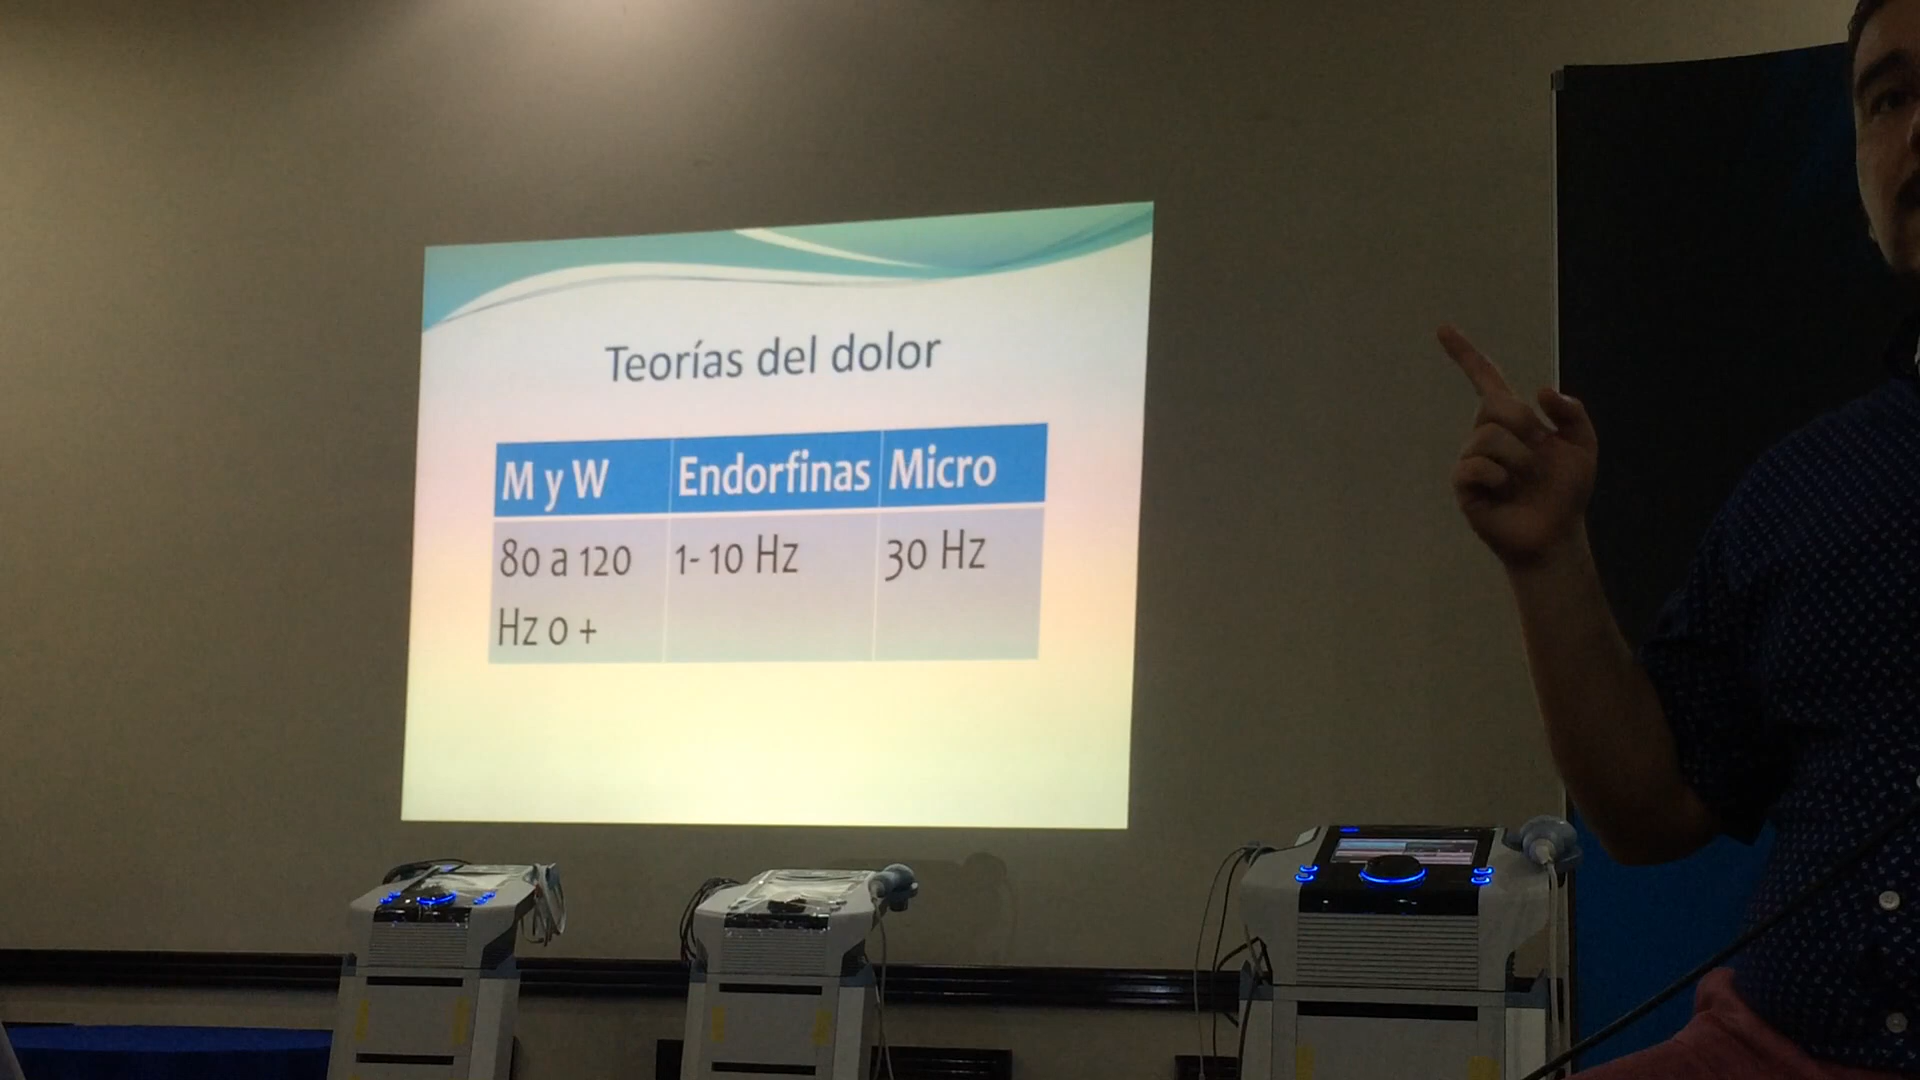 Teorías del dolor
M y W Endorfinas Micro
80 a 120 1- 10 Hz 30 Hz
Hz o +